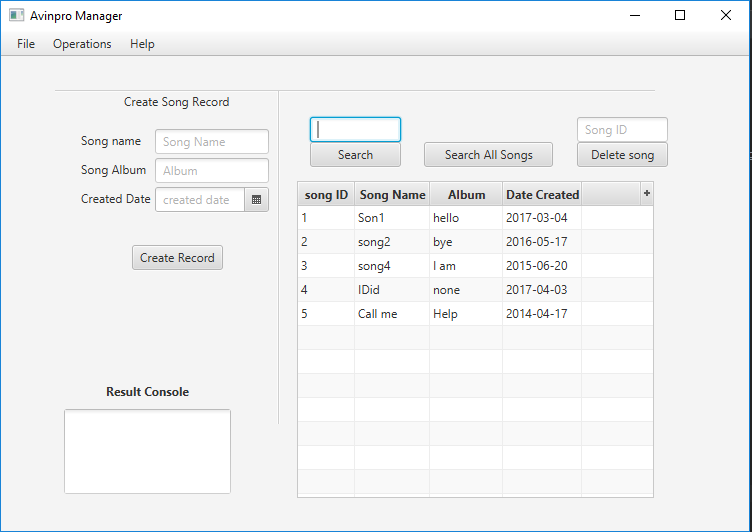 Avinpro Manager
File Operations Help
Create Song Record
Song name Song Name
Song Album Album
Created Date created date
Create Record
Result Console
Search
Search All Songs
Song ID
Delete song
song ID Song Name Album Date Created +
1 Son1 hello 2017-03-04
2 song2 bye 2016-05-17
3 song4 I am 2015-06-20
4 IDid none 2017-04-03
5 Call me Help 2014-04-17